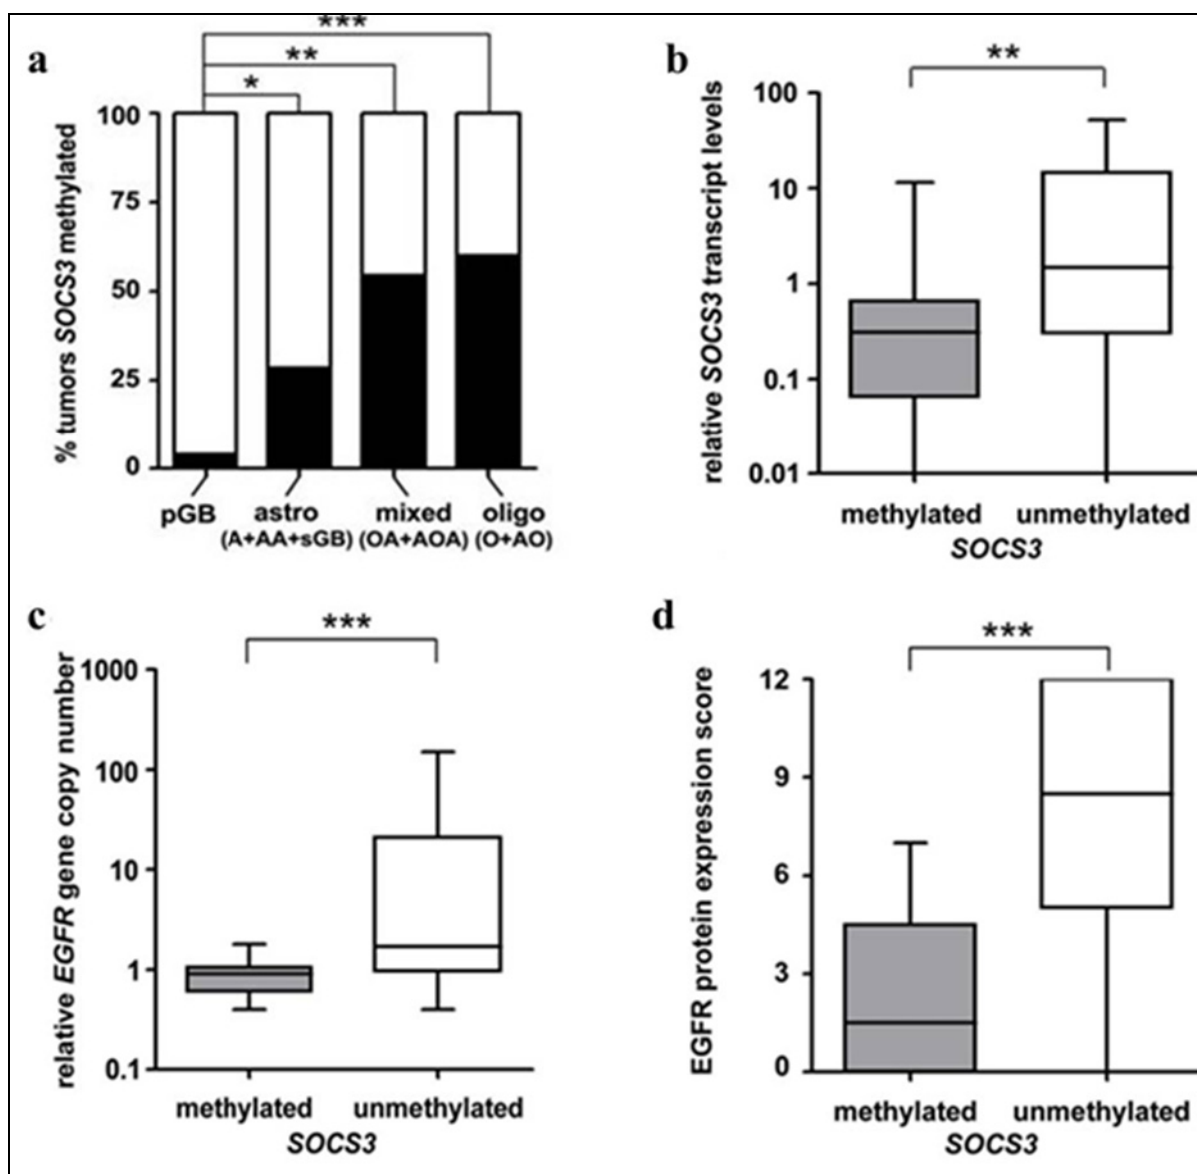 a
***
**
*
% tumors SOCS3 methylated
100
75
50
25
0
pGB
astro
(A+AA+sGB)
mixed
(OA+AOA)
oligo
(O+AO)
b
**
relative SOCS3 transcript levels
100
10
1
0.1
0.01
methylated unmethylated
SOCS3
c
***
relative EGFR gene copy number
1000
100
10
1
0.1
methylated unmethylated
SOCS3
d
***
EGFR protein expression score
12
9
6
3
0
methylated unmethylated
SOCS3